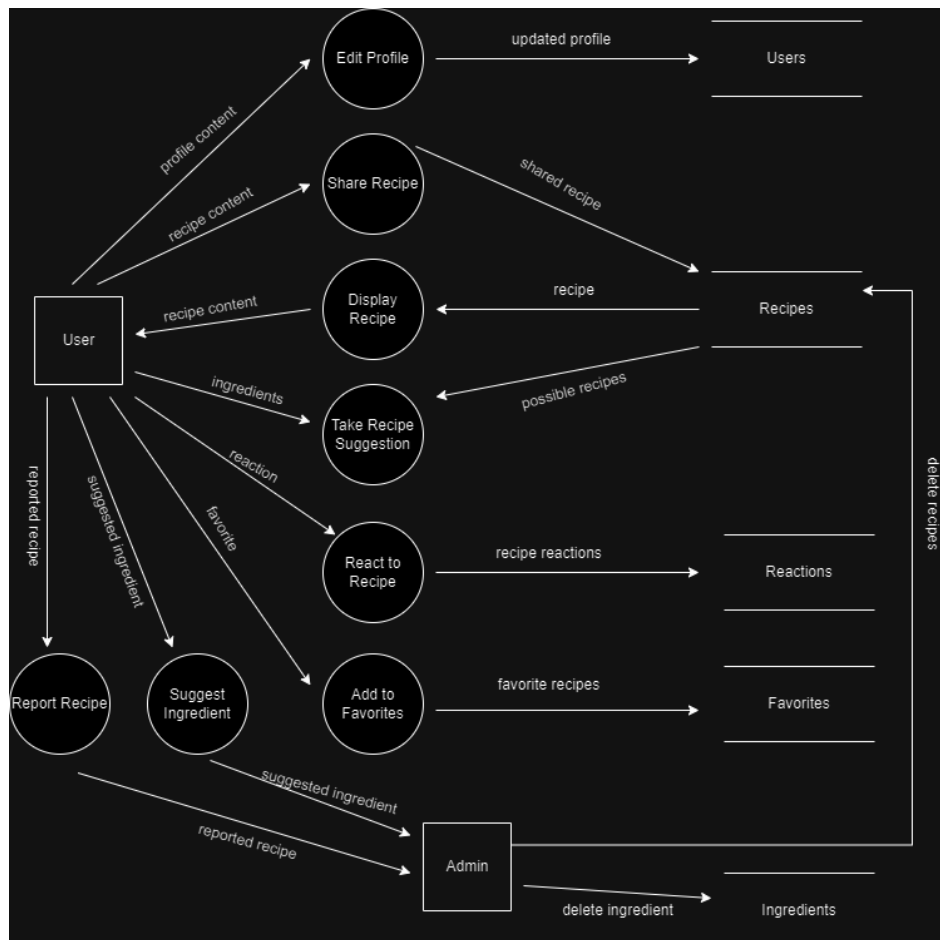 Edit Profile
updated profile
Users
profile content
Share Recipe
shared recipe
recipe content
Display
Recipe
recipe
Recipes
recipe content
User
ingredients
possible recipes
Take Recipe
Suggestion
reaction
reported recipe
suggested ingredient
favorite
delete recipes
React to
Recipe
recipe reactions
Reactions
Report Recipe
Suggest
Ingredient
Add to
Favorites
favorite recipes
Favorites
suggested ingredient
reported recipe
Admin
delete ingredient
Ingredients